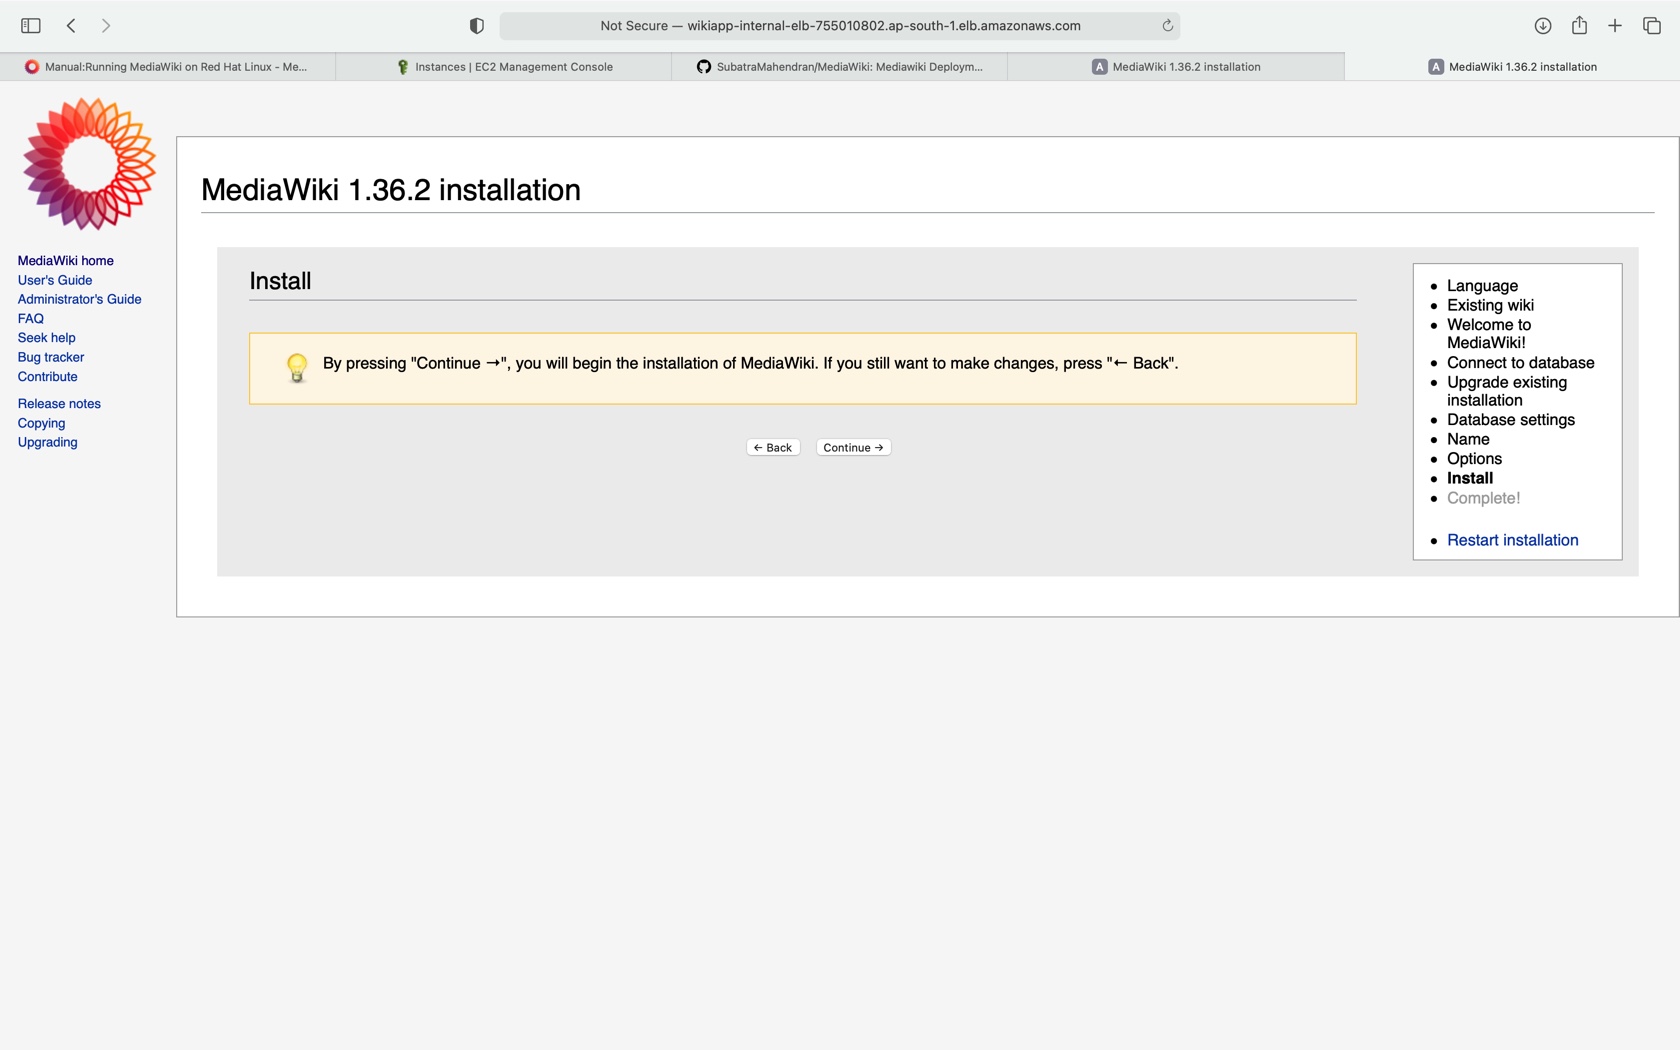 Not Secure — wikiapp-internal-elb-755010802.ap-south-1.elb.amazonaws.com
Manual:Running MediaWiki on Red Hat Linux - Me...
Instances | EC2 Management Console
SubatraMahendran/MediaWiki: Mediawiki Deploym...
A MediaWiki 1.36.2 installation
A MediaWiki 1.36.2 installation
MediaWiki home
User's Guide
Administrator's Guide
FAQ
Seek help
Bug tracker
Contribute
Release notes
Copying
Upgrading
MediaWiki 1.36.2 installation
Install
By pressing "Continue →", you will begin the installation of MediaWiki. If you still want to make changes, press "← Back".
← Back
Continue →
Language
Existing wiki
Welcome to
MediaWiki!
Connect to database
Upgrade existing
installation
Database settings
Name
Options
Install
Complete!
Restart installation